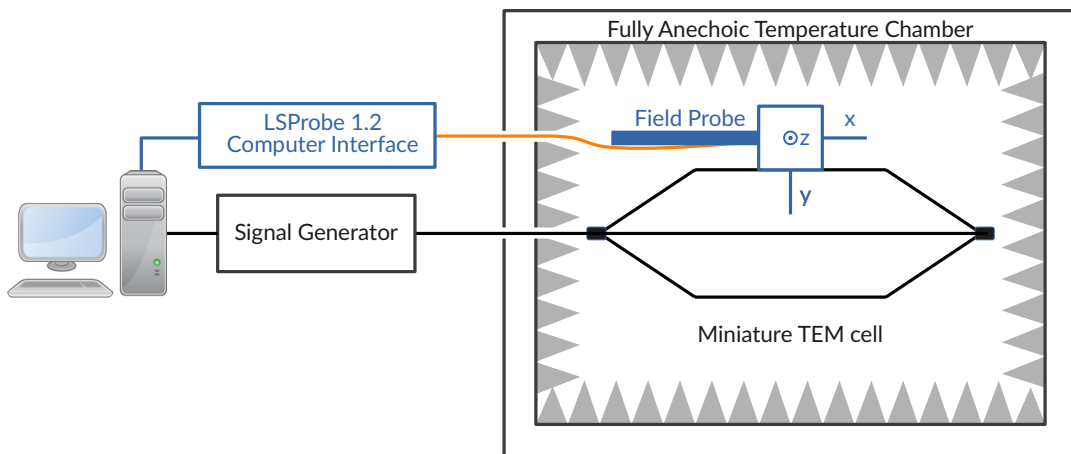 Fully Anechoic Temperature Chamber
LSProbe 1.2
Computer Interface
Field Probe
x
z
y
Signal Generator
Miniature TEM cell